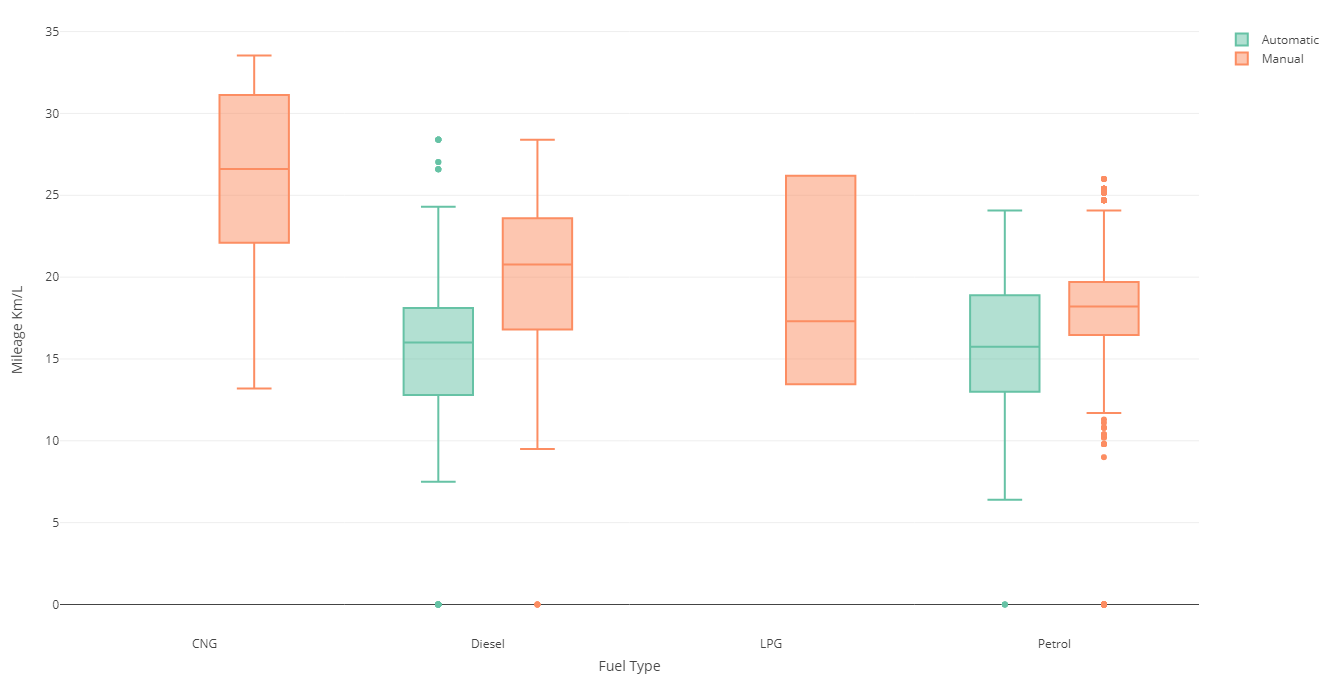 35
30
25
20
15
10
5
0
Mileage Km/L
CNG
Diesel
LPG
Petrol
Fuel Type
Automatic
Manual